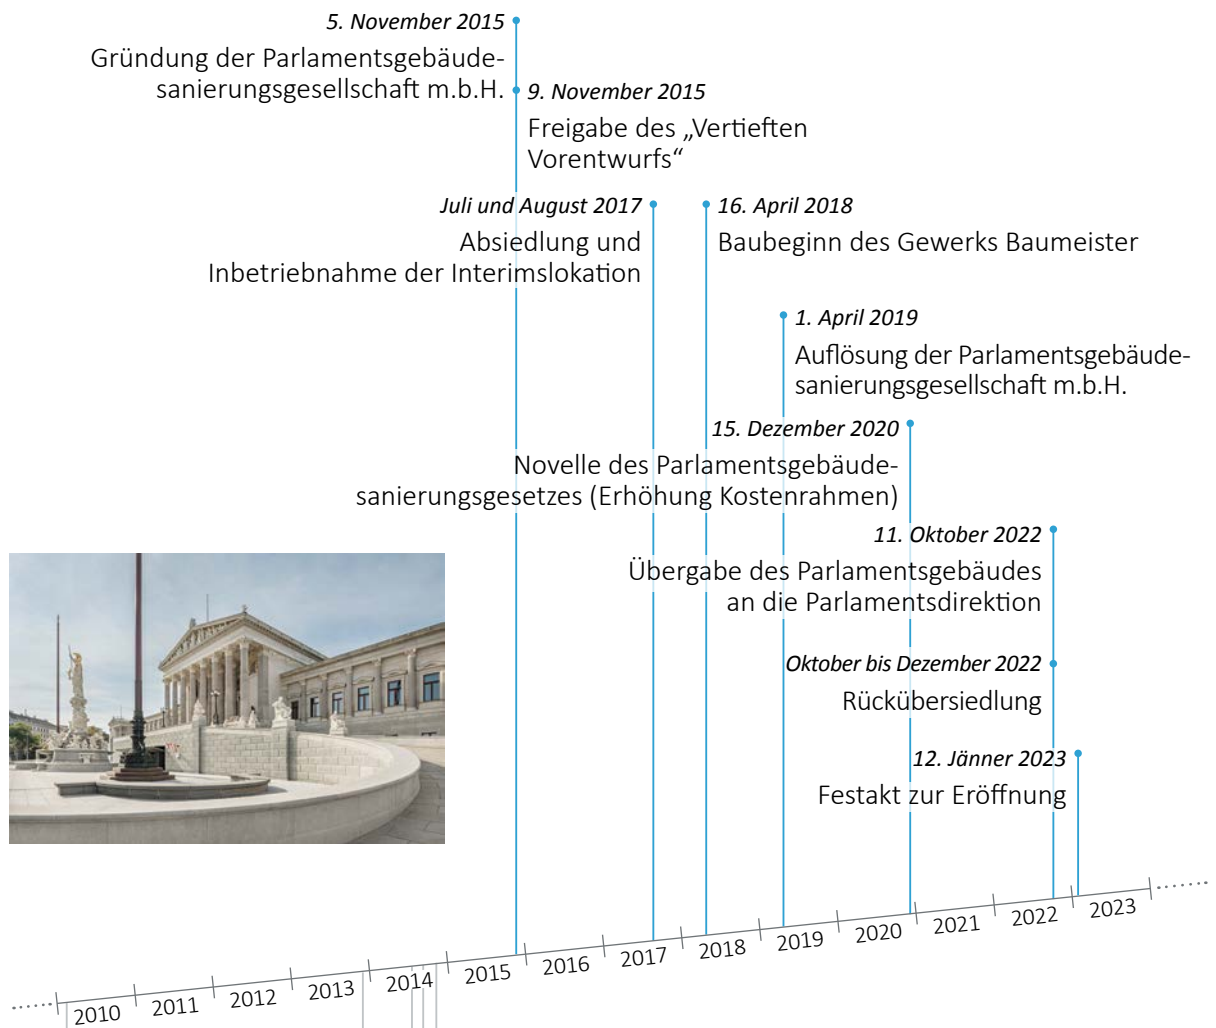 5. November 2015
Gründung der Parlamentsgebäude-
sanierungsgesellschaft m.b.H.
9. November 2015
Freigabe des „Vertieften
Vorentwurfs“
Juli und August 2017
Absiedlung und
Inbetriebnahme der Interimslokation
16. April 2018
Baubeginn des Gewerks Baumeister
1. April 2019
Auflösung der Parlamentsgebäude-
sanierungsgesellschaft m.b.H.
15. Dezember 2020
Novelle des Parlamentsgebäude-
sanierungsgesetzes (Erhöhung Kostenrahmen)
11. Oktober 2022
Übergabe des Parlamentsgebäudes
an die Parlamentsdirektion
Oktober bis Dezember 2022
Rückübersiedlung
12. Jänner 2023
Festakt zur Eröffnung
2010 2011 2012 2013 2014 2015 2016 2017 2018 2019 2020 2021 2022 2023